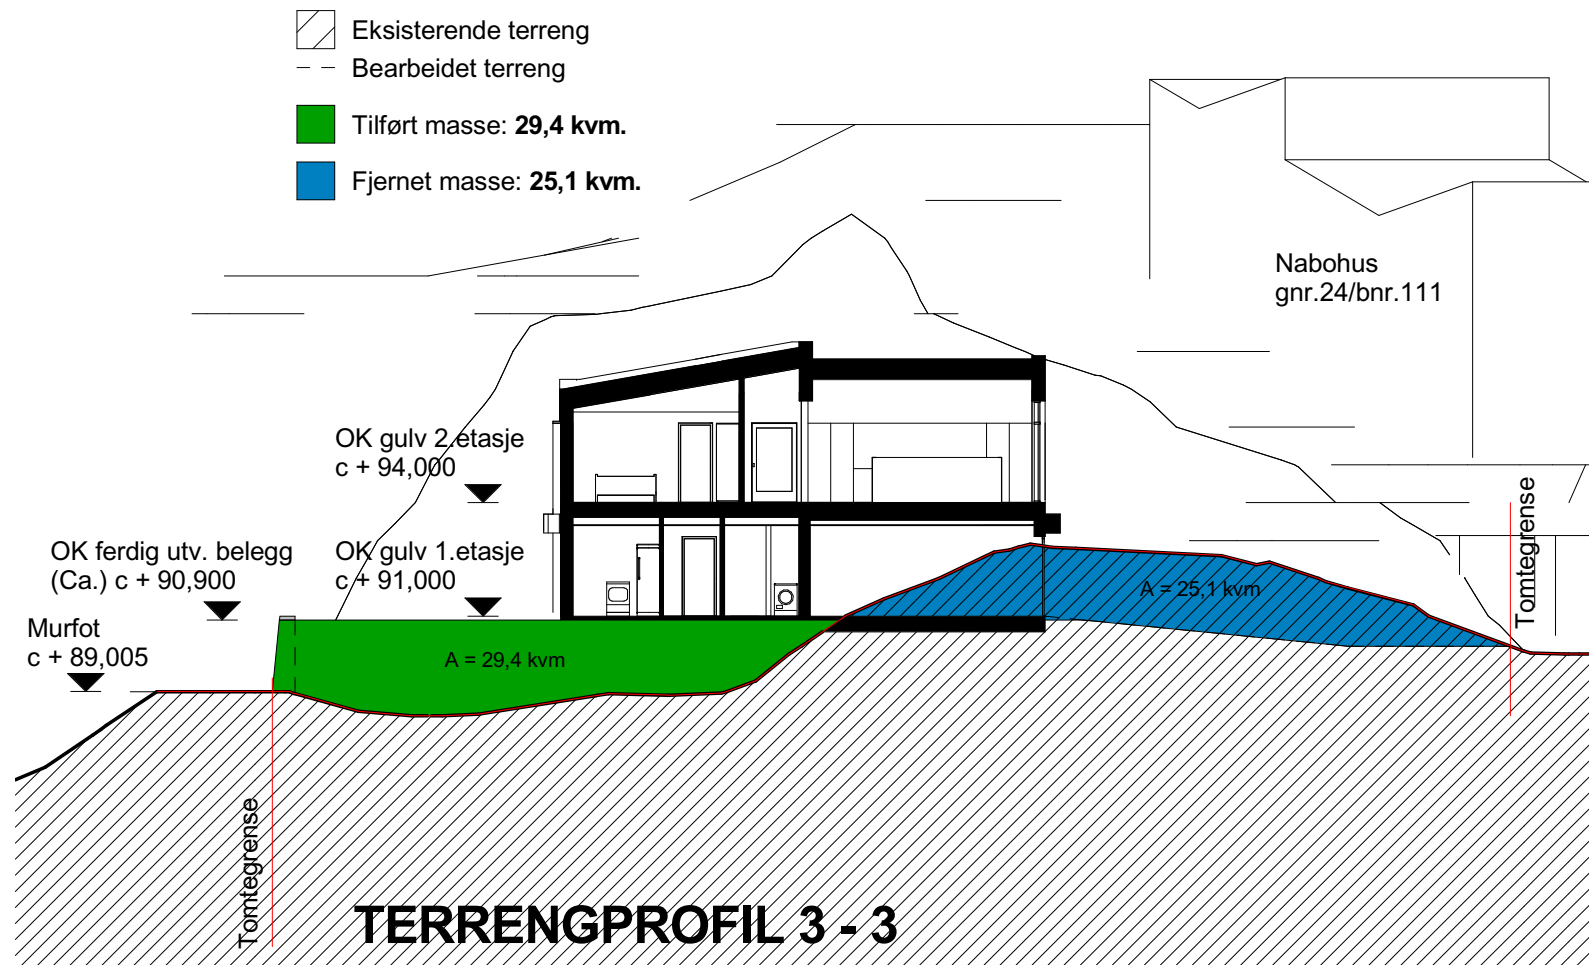 Eksisterende terreng
Bearbeidet terreng
Tilført masse: 29,4 kvm.
Fjernet masse: 25,1 kvm.
Nabohus
gnr.24/bnr.111
OK gulv 2.etasje
c + 94,000
OK ferdig utv. belegg
(Ca.) c + 90,900
OK gulv 1.etasje
c + 91,000
Murfot
c + 89,005
A = 29,4 kvm
A = 25,1 kvm
Tomtegrense
Tomtegrense
TERRENGPROFIL 3 - 3